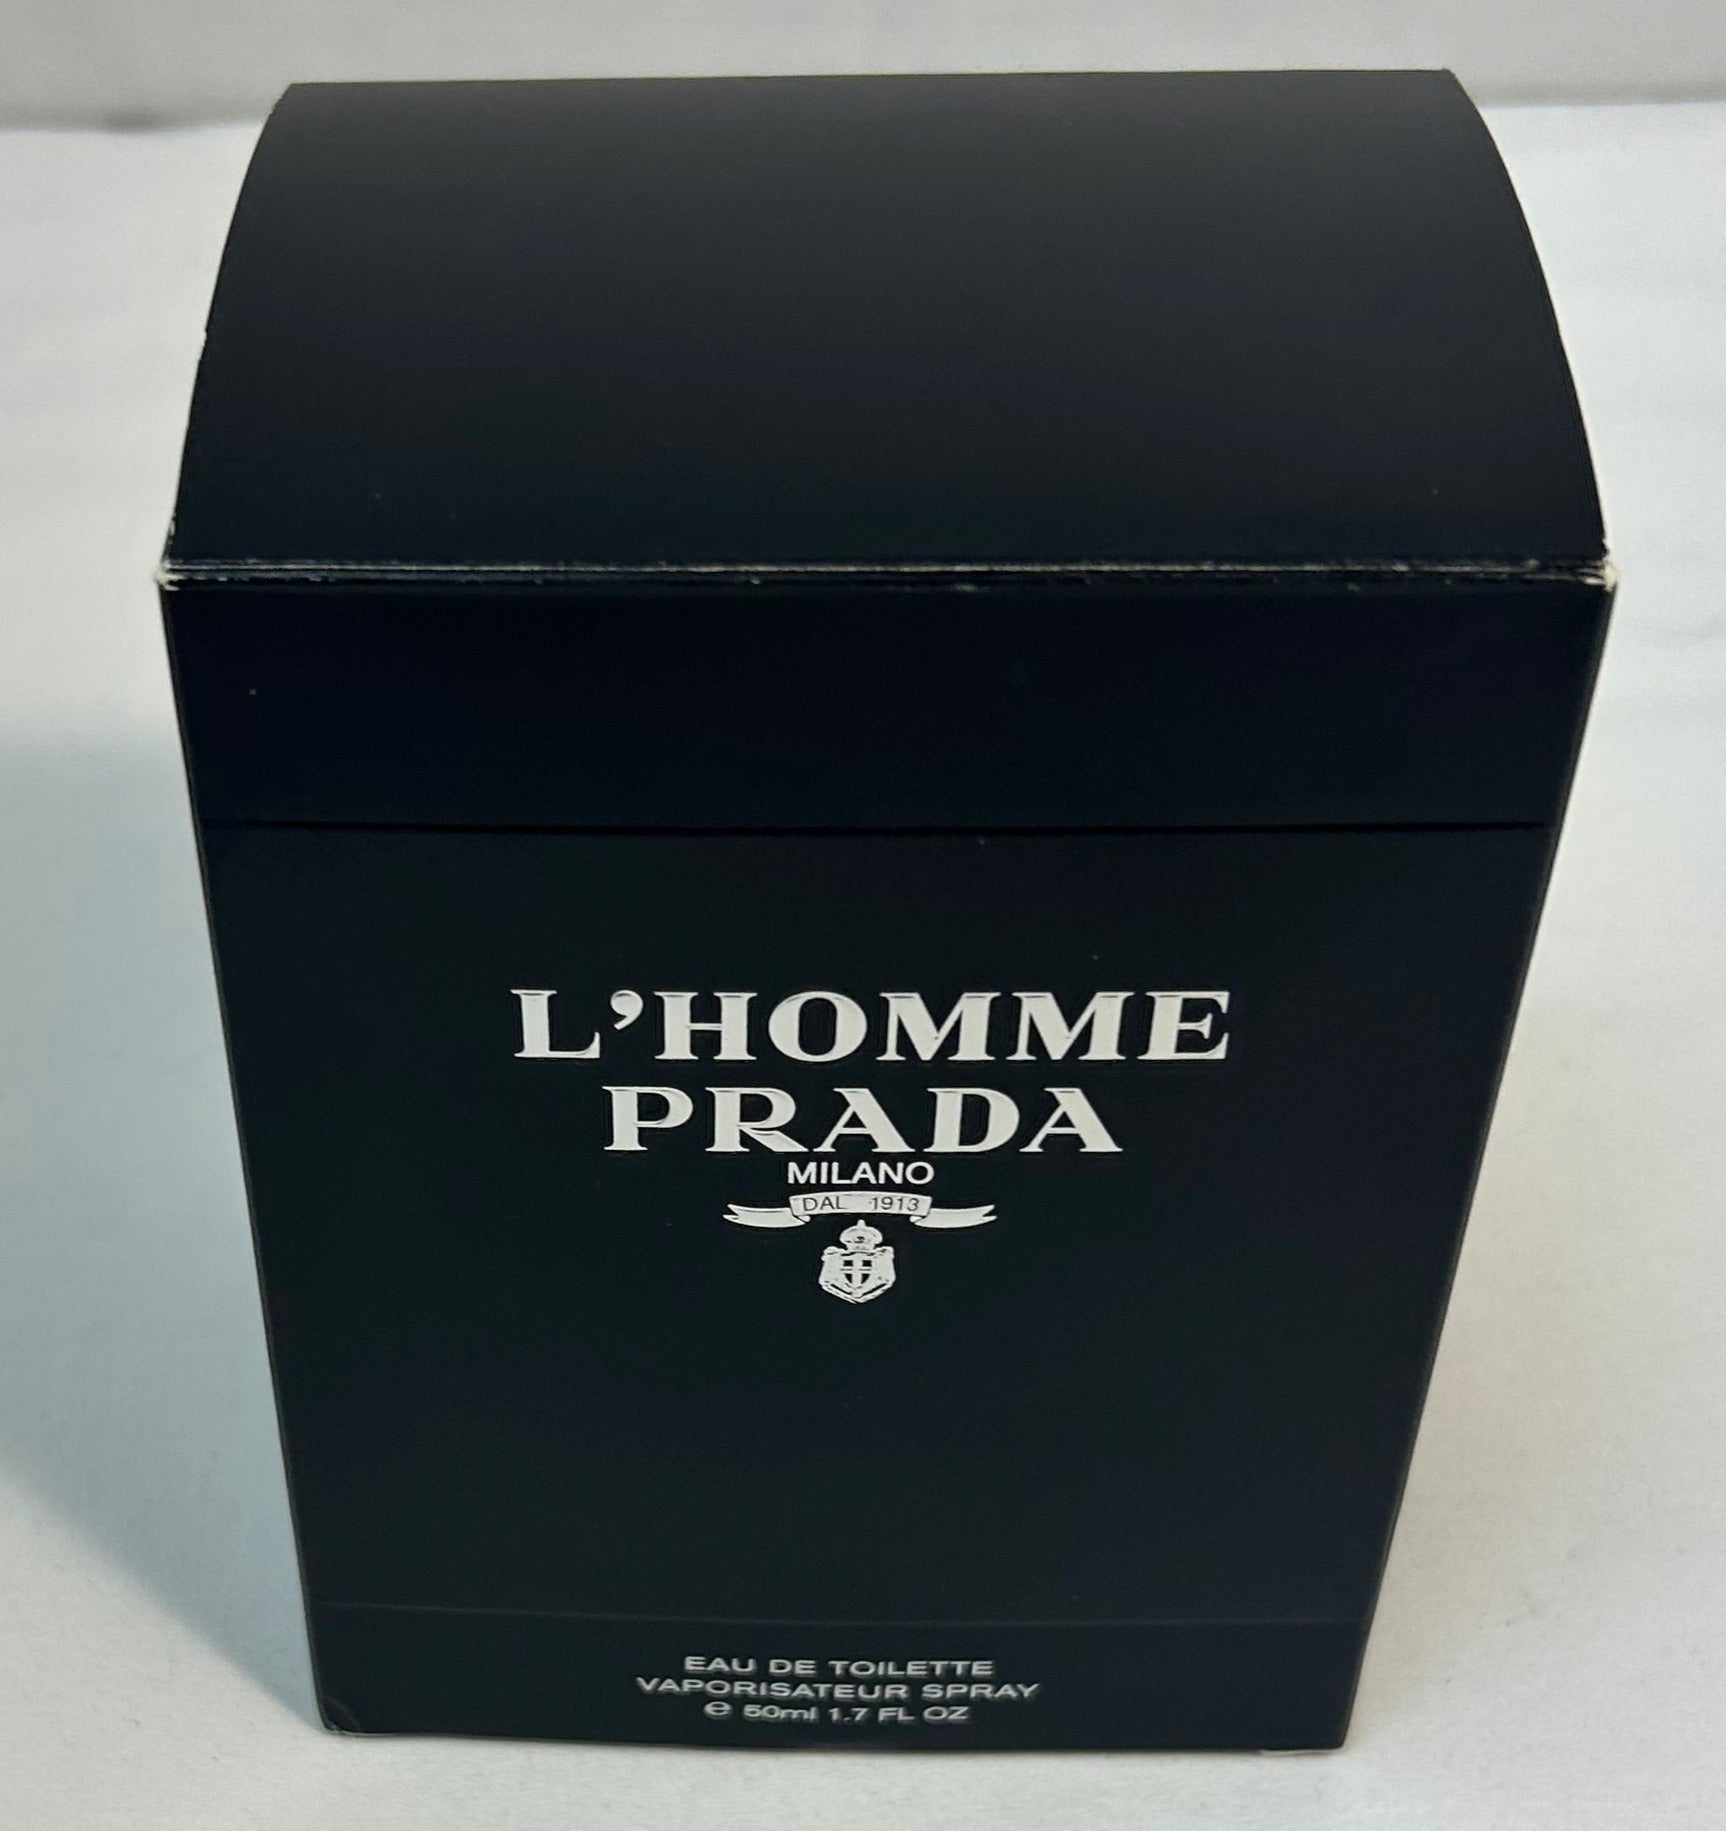 L'HOMME
PRADA
MILANO
DAL 1913
EAU DE TOILETTE
VAPORISATEUR SPRAY
℮ 50ml 1.7 FL OZ